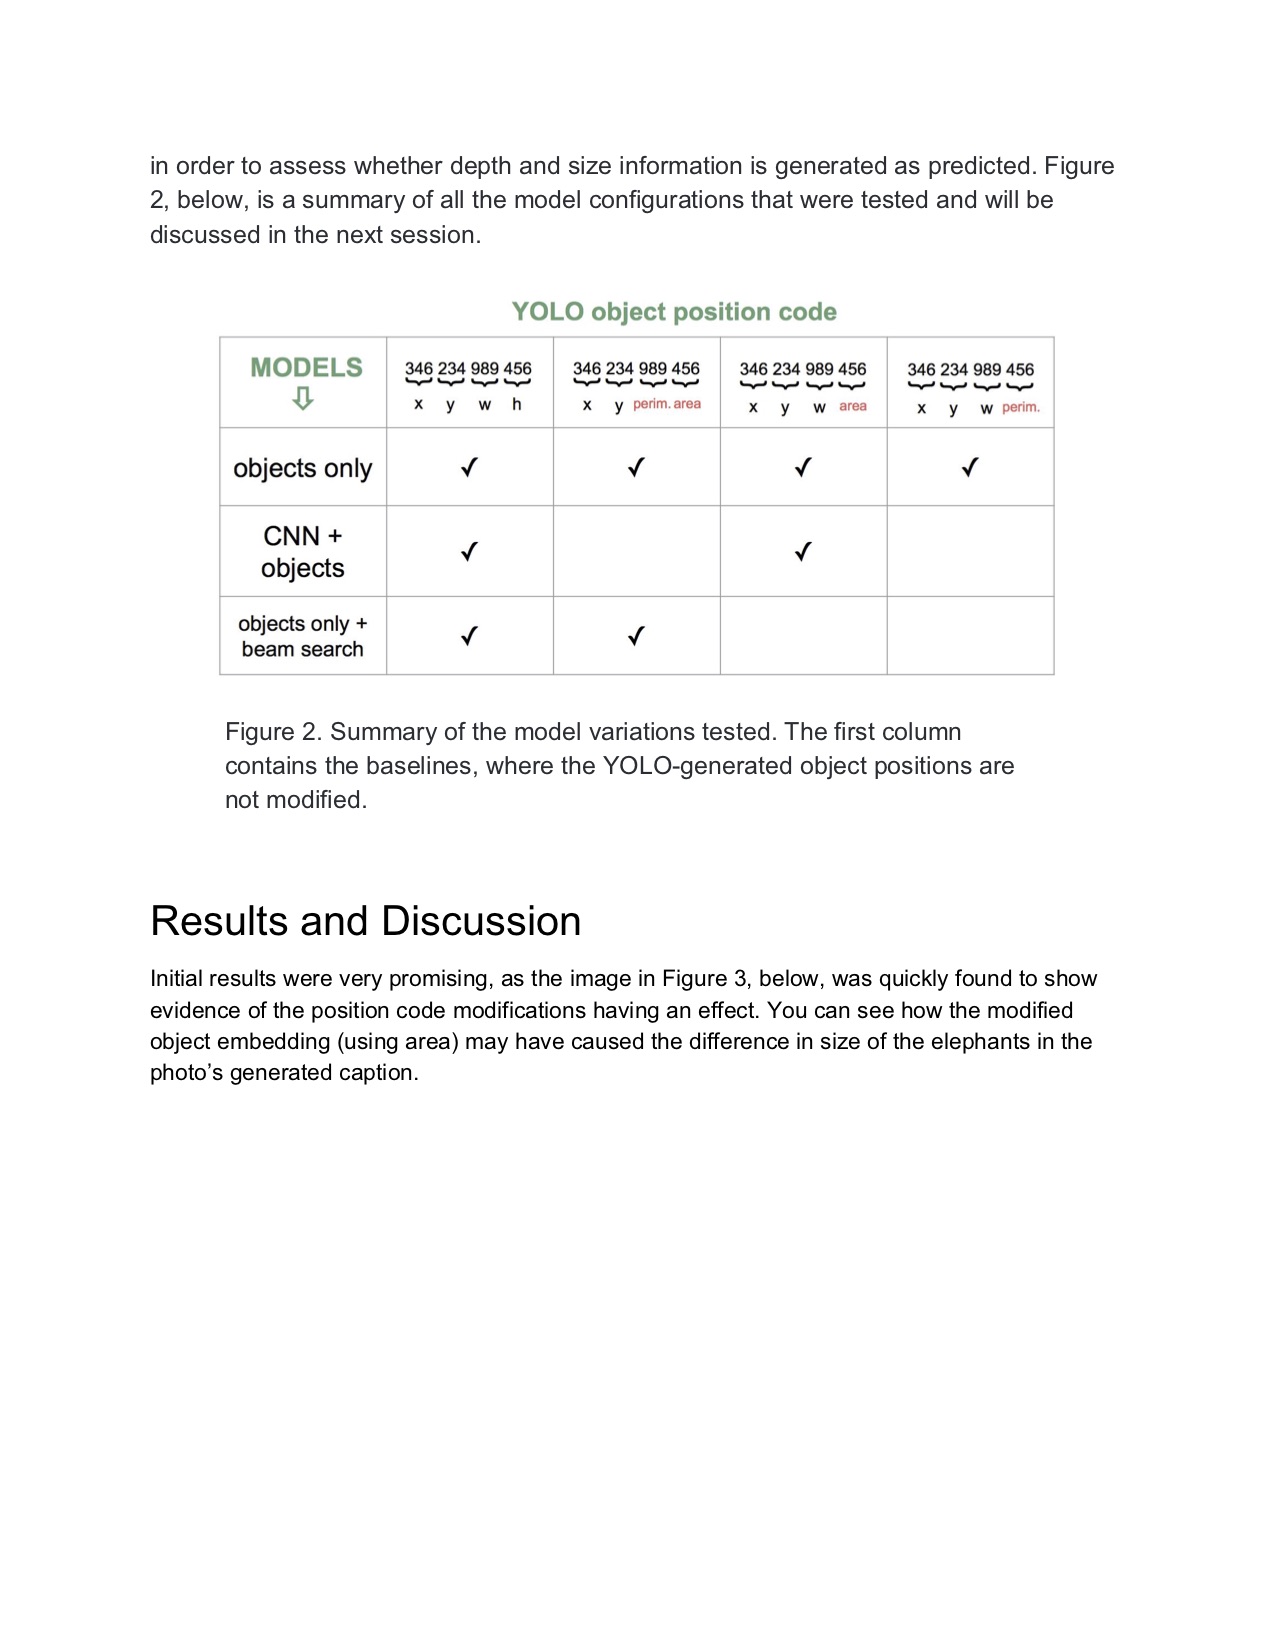 in order to assess whether depth and size information is generated as predicted. Figure
2, below, is a summary of all the model configurations that were tested and will be
discussed in the next session.
YOLO object position code
MODELS
346 234 989 456
x y w h
346 234 989 456
x y perim. area
346 234 989 456
x y w area
346 234 989 456
x y w perim.
objects only ✓ ✓ ✓ ✓
CNN +
objects
✓ ✓
objects only +
beam search
✓ ✓
Figure 2. Summary of the model variations tested. The first column
contains the baselines, where the YOLO-generated object positions are
not modified.
Results and Discussion
Initial results were very promising, as the image in Figure 3, below, was quickly found to show
evidence of the position code modifications having an effect. You can see how the modified
object embedding (using area) may have caused the difference in size of the elephants in the
photo’s generated caption.